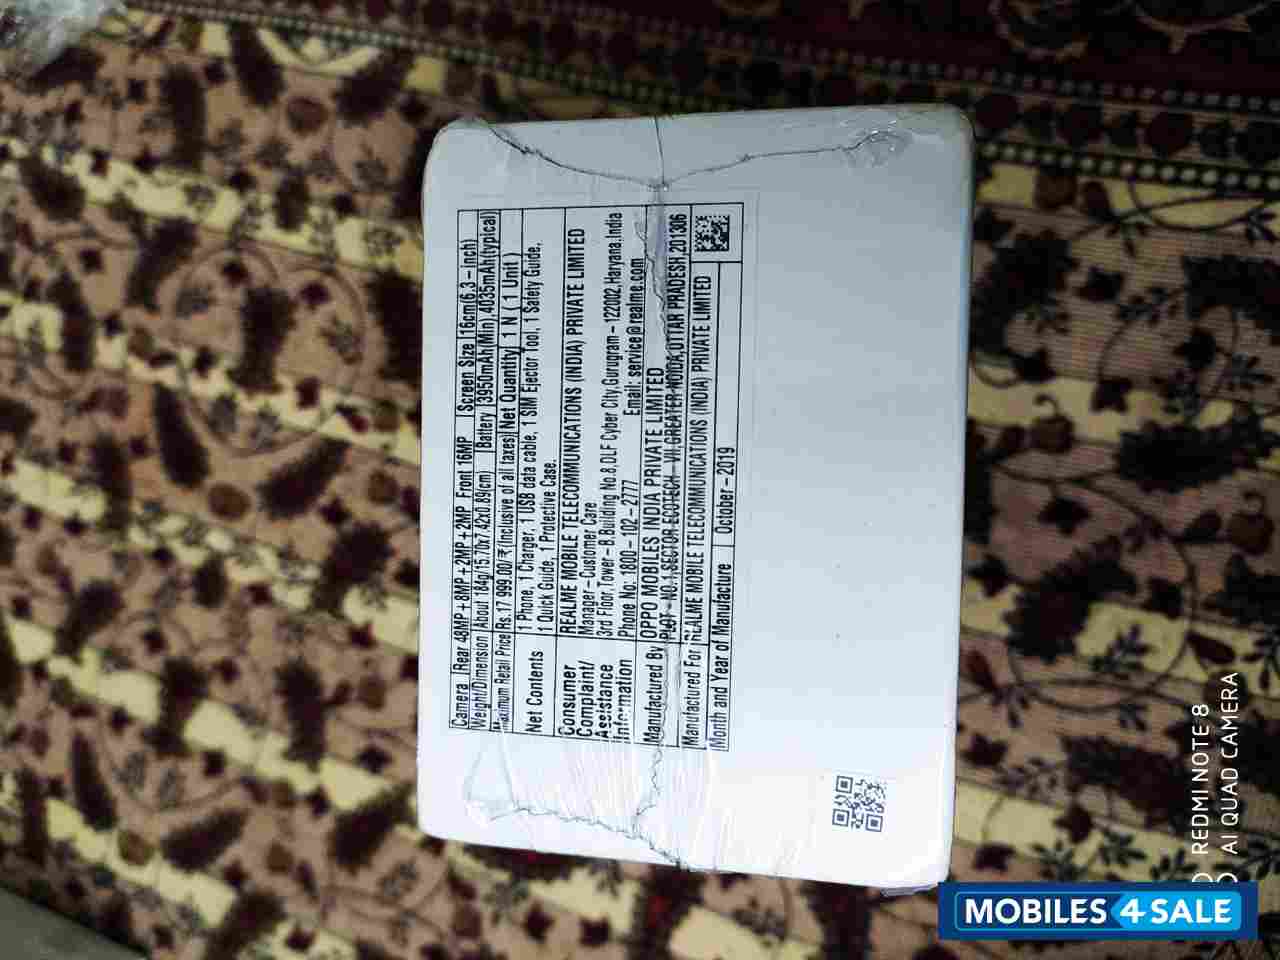 Camera Rear 48MP+8MP+2MP+2MP Front 16MP Screen Size 16cm(6.3-inch)
Weight/Dimension About 184g/15.70x7.42x0.89(cm) Battery 3950mAh(Min),4035mAh(typical)
Maximum Retail Price Rs.17 999.00/ ₹ (Inclusive of all taxes) Net Quantity 1 N ( 1 Unit )
Net Contents 1 Phone, 1 Charger, 1 USB data cable, 1 SIM Ejector Tool, 1 Safety Guide,
1 Quick Guide, 1 Protective Case.
Consumer Complaint/ Assistance Information
REALME MOBILE TELECOMMUNICATIONS (INDIA) PRIVATE LIMITED
Manager-Customer Care
3rd Floor,Tower-B,Building No.8,DLF Cyber City,Gurugram-122002,Haryana,India
Phone No. 1800-102-2777 Email: service@realme.com
Manufactured By OPPO MOBILES INDIA PRIVATE LIMITED
PLOT-NO.1,SECTOR ECOTECH-VII,GREATER NOIDA,UTTAR PRADESH,201306
Manufactured For REALME MOBILE TELECOMMUNICATIONS (INDIA) PRIVATE LIMITED
Month and Year of Manufacture October-2019
REDMI NOTE 8
AI QUAD CAMERA
MOBILES 4 SALE